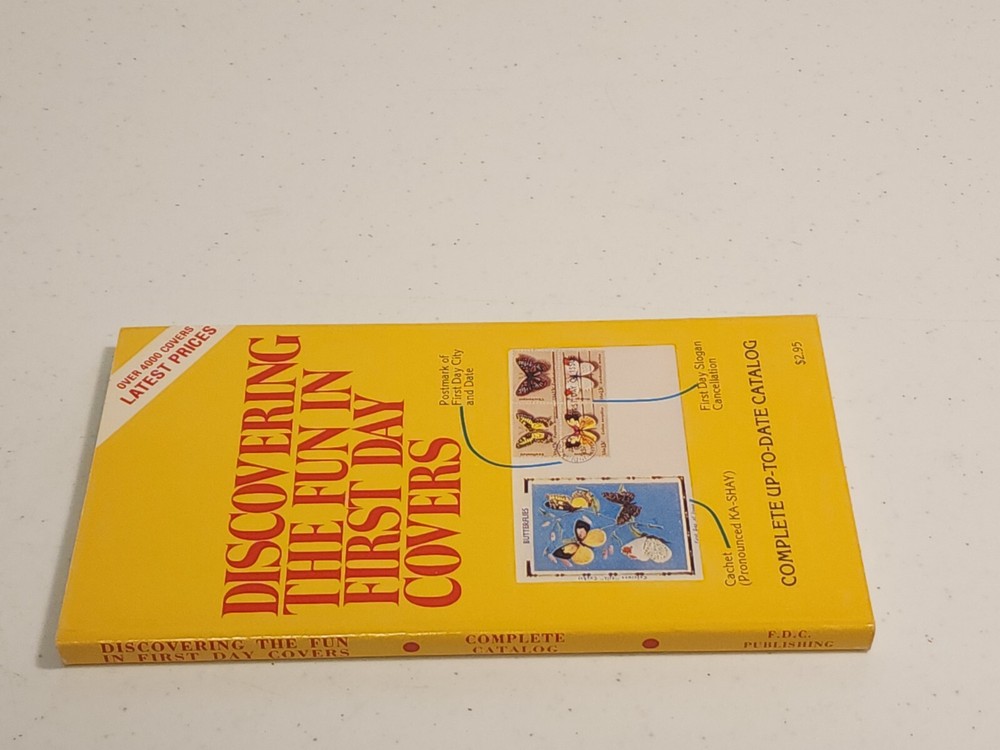 OVER 4000 COVERS
LATEST PRICES
DISCOVERING
THE FUN IN
FIRST DAY
COVERS
Postmark of
First Day City
and Date
First Day Slogan
Cancellation
BUTTERFLIES
Cachet
(Pronounced KA-SHAY)
COMPLETE UP-TO-DATE CATALOG
$2.95
DISCOVERING THE FUN
IN FIRST DAY COVERS
COMPLETE
CATALOG
F.D.C.
PUBLISHING